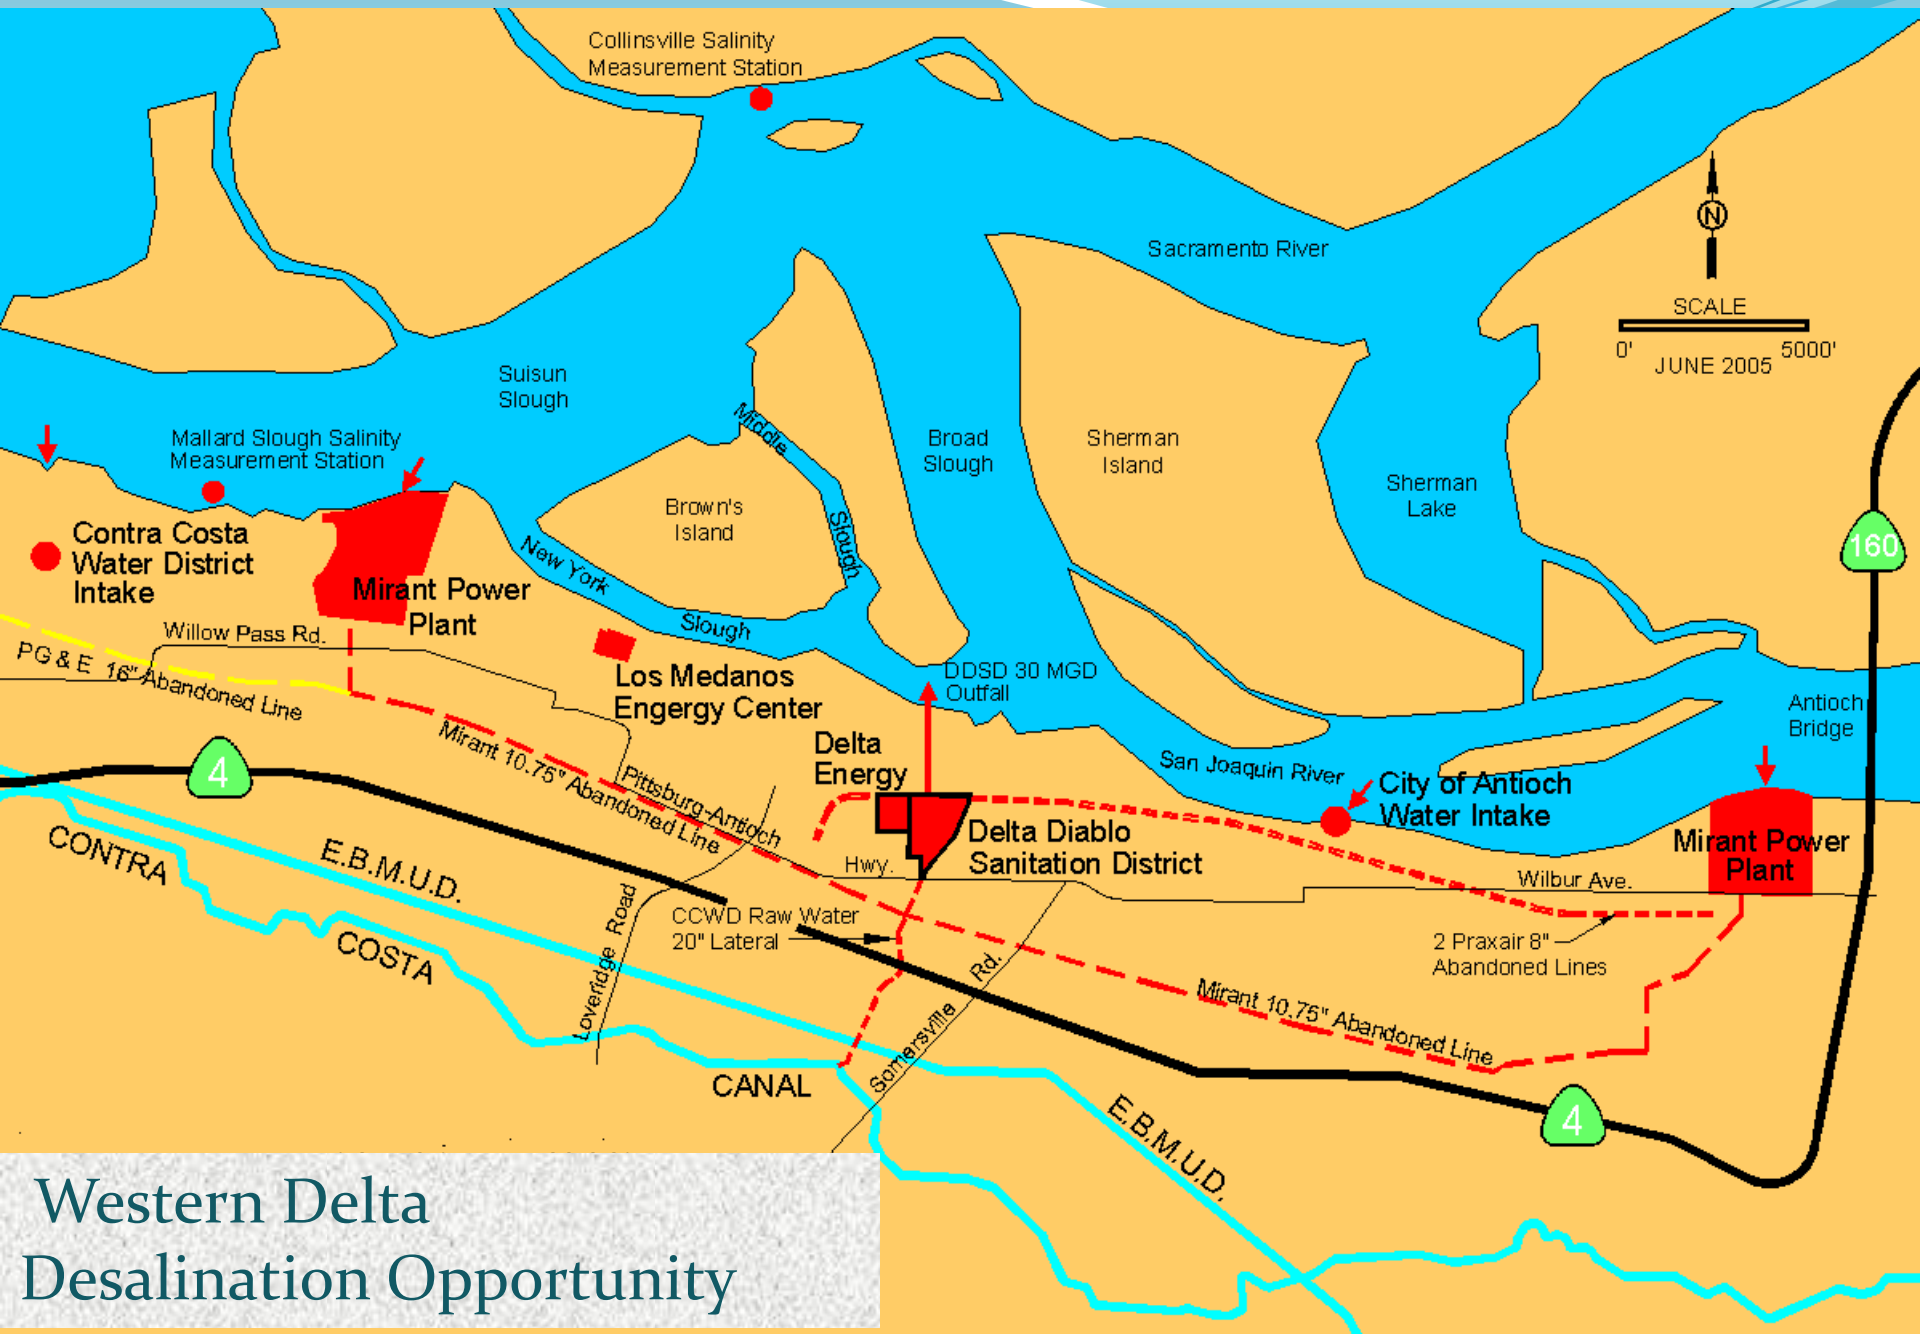 Collinsville Salinity
Measurement Station
Sacramento River
N
SCALE
0' 5000'
JUNE 2005
Suisun
Slough
Mallard Slough Salinity
Measurement Station
Middle
Slough
Broad
Slough
Sherman
Island
Sherman
Lake
Brown's
Island
160
Contra Costa
Water District
Intake
Mirant Power
Plant
New York
Slough
Willow Pass Rd.
PG & E 16" Abandoned Line
Los Medanos
Engergy Center
DDSD 30 MGD
Outfall
Antioch
Bridge
Delta
Energy
San Joaquin River
City of Antioch
Water Intake
4
Mirant 10.75" Abandoned Line
Pittsburg-Antioch
Hwy.
Delta Diablo
Sanitation District
Mirant Power
Plant
Wilbur Ave.
CONTRA
COSTA
CANAL
E.B.M.U.D.
Loveridge Road
CCWD Raw Water
20" Lateral
2 Praxair 8"
Abandoned Lines
Somersville Rd.
Mirant 10.75" Abandoned Line
4
E.B.M.U.D.
Western Delta
Desalination Opportunity